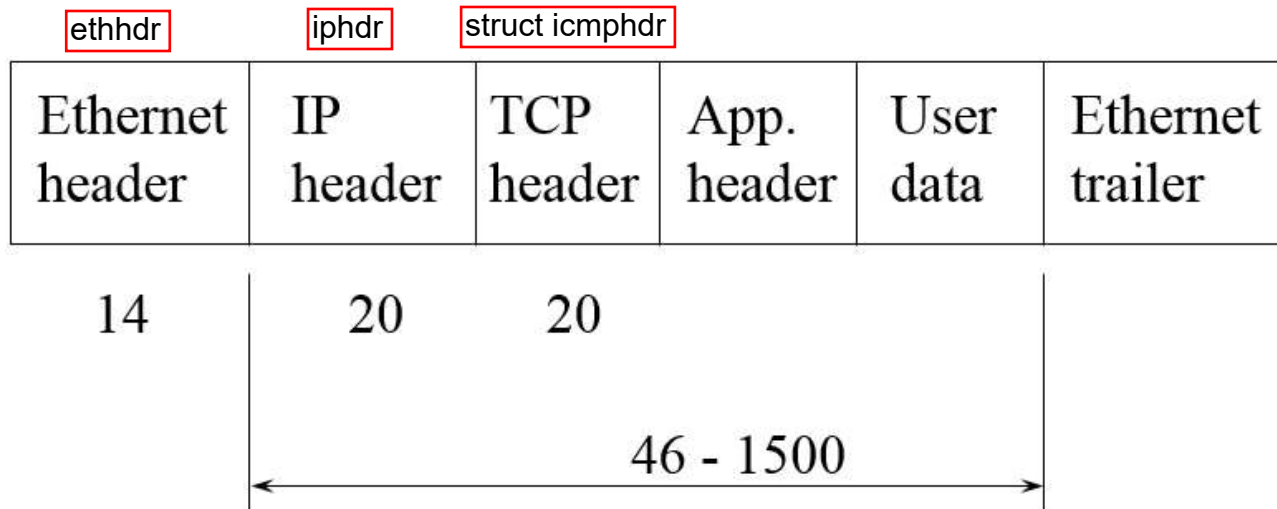 ethhdr iphdr struct icmphdr
Ethernet IP TCP App. User Ethernet
header header header header data trailer
14 20 20
46 - 1500